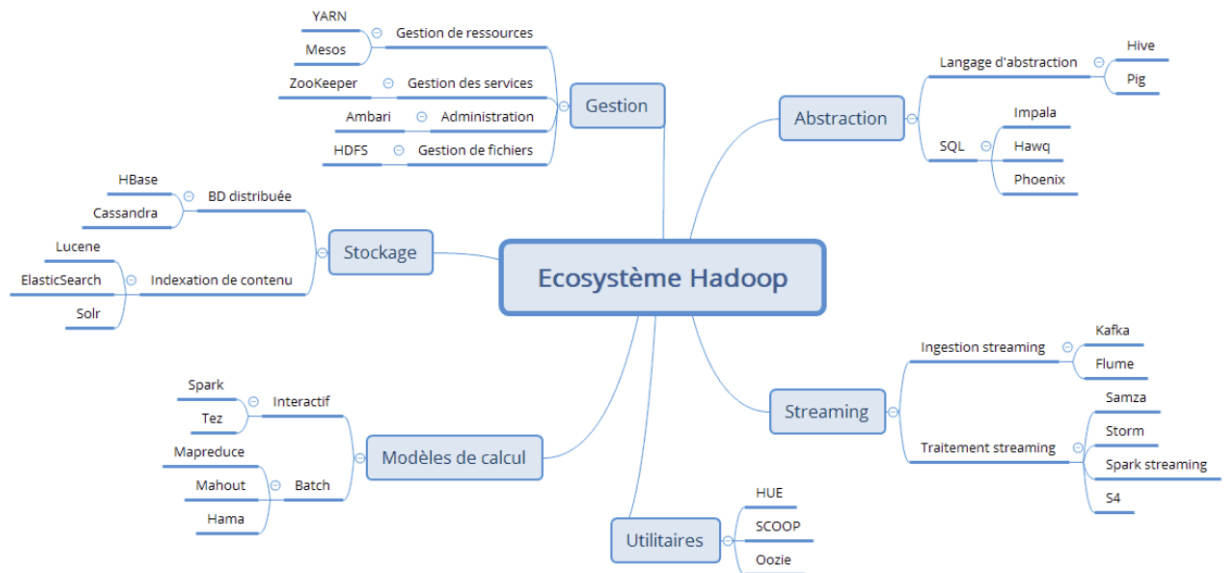 Ecosystème Hadoop
Gestion
Gestion de ressources
YARN
Mesos
Gestion des services
ZooKeeper
Administration
Ambari
Gestion de fichiers
HDFS
Stockage
BD distribuée
HBase
Cassandra
Indexation de contenu
Lucene
ElasticSearch
Solr
Modèles de calcul
Interactif
Spark
Tez
Batch
Mapreduce
Mahout
Hama
Abstraction
Langage d'abstraction
Hive
Pig
SQL
Impala
Hawq
Phoenix
Streaming
Ingestion streaming
Kafka
Flume
Traitement streaming
Samza
Storm
Spark streaming
S4
Utilitaires
HUE
SCOOP
Oozie